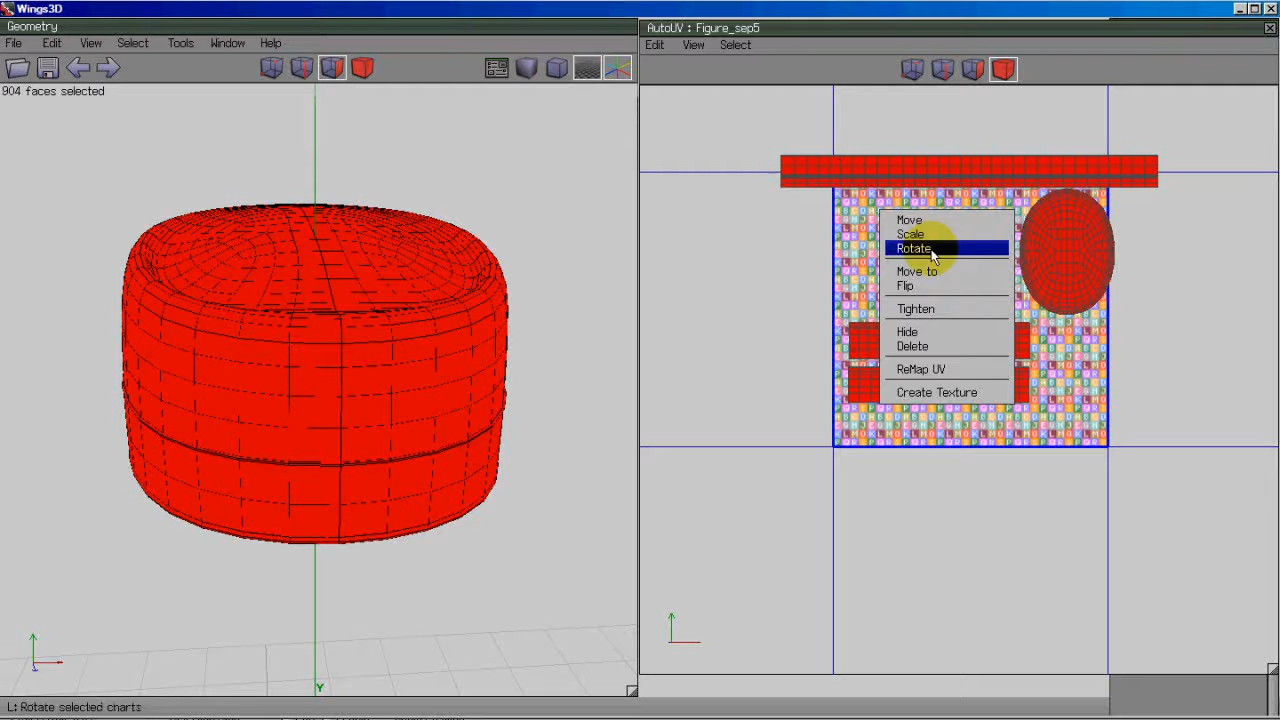 Wings3D
Geometry
File Edit View Select Tools Window Help
904 faces selected
Y
L: Rotate selected charts
AutoUV : Figure_sep5
Edit View Select
Move
Scale
Rotate
Move to
Flip
Tighten
Hide
Delete
ReMap UV
Create Texture